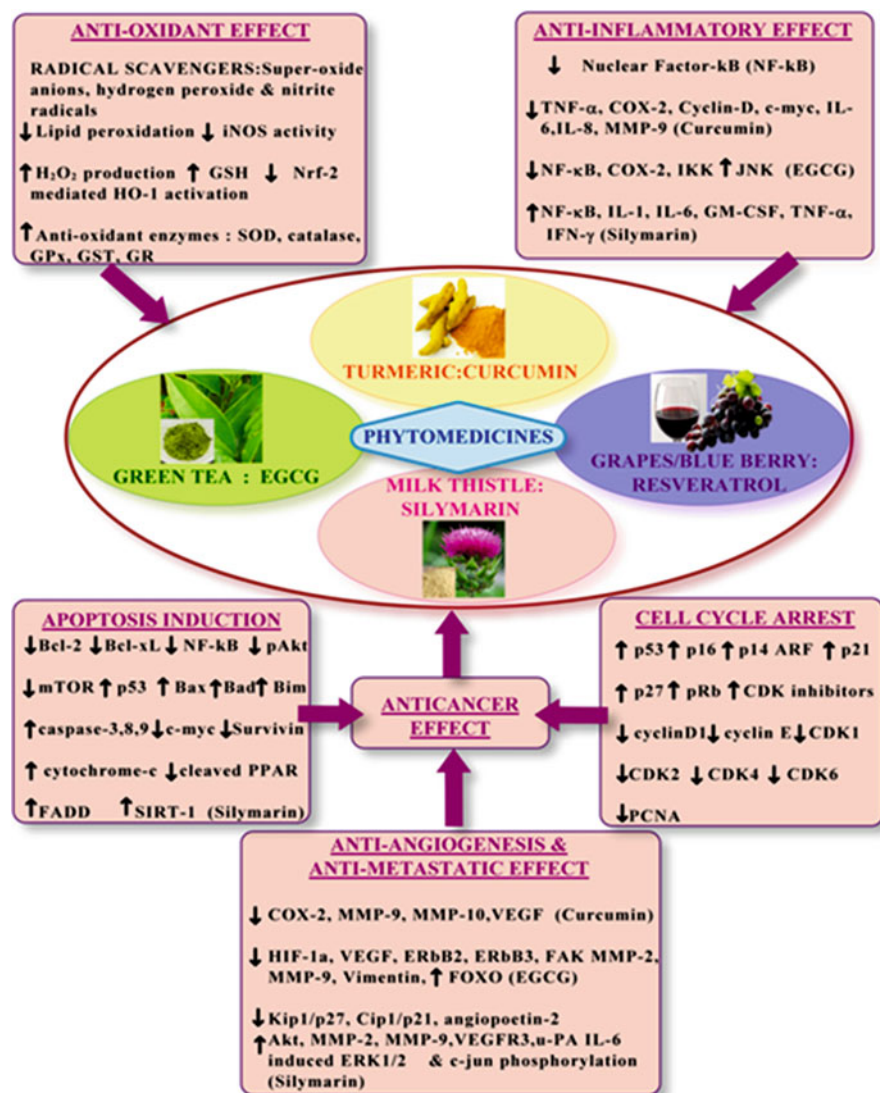 ANTI-OXIDANT EFFECT
RADICAL SCAVENGERS:Super-oxide
anions, hydrogen peroxide & nitrite
radicals
↓Lipid peroxidation ↓ iNOS activity
↑H₂O₂ production ↑ GSH ↓ Nrf-2
mediated HO-1 activation
↑Anti-oxidant enzymes : SOD, catalase,
GPx, GST, GR
ANTI-INFLAMMATORY EFFECT
↓ Nuclear Factor-kB (NF-kB)
↓TNF-α, COX-2, Cyclin-D, c-myc, IL-
6,IL-8, MMP-9 (Curcumin)
↓NF-κB, COX-2, IKK ↑ JNK (EGCG)
↑NF-κB, IL-1, IL-6, GM-CSF, TNF-α,
IFN-γ (Silymarin)
TURMERIC:CURCUMIN
GREEN TEA : EGCG
PHYTOMEDICINES
GRAPES/BLUE BERRY:
RESVERATROL
MILK THISTLE:
SILYMARIN
APOPTOSIS INDUCTION
↓Bcl-2 ↓Bcl-xL↓ NF-kB ↓pAkt
↓mTOR ↑p53 ↑ Bax↑Bad↑ Bim
↑caspase-3,8,9↓c-myc ↓Survivin
↑ cytochrome-c ↓cleaved PPAR
↑FADD ↑SIRT-1 (Silymarin)
ANTICANCER
EFFECT
CELL CYCLE ARREST
↑ p53↑ p16 ↑p14 ARF ↑ p21
↑ p27 ↑ pRb ↑CDK inhibitors
↓ cyclinD1↓ cyclin E↓CDK1
↓CDK2 ↓ CDK4 ↓ CDK6
↓PCNA
ANTI-ANGIOGENESIS &
ANTI-METASTATIC EFFECT
↓ COX-2, MMP-9, MMP-10,VEGF (Curcumin)
↓ HIF-1a, VEGF, ERbB2, ERbB3, FAK MMP-2,
MMP-9, Vimentin, ↑ FOXO (EGCG)
↓Kip1/p27, Cip1/p21, angiopoetin-2
↑ Akt, MMP-2, MMP-9,VEGFR3,u-PA IL-6
induced ERK1/2 & c-jun phosphorylation
(Silymarin)